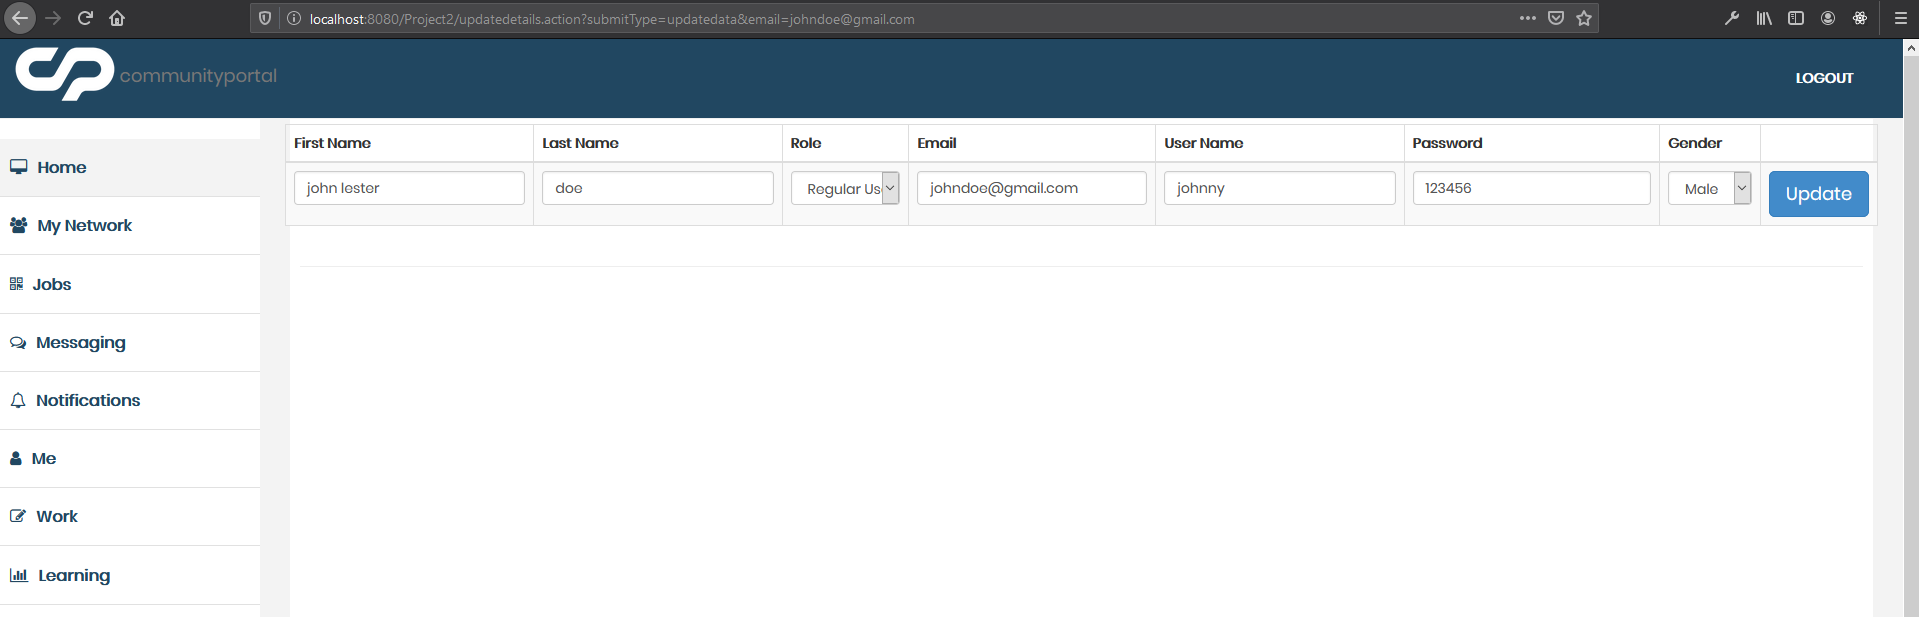 localhost:8080/Project2/updatedetails.action?submitType=updatedata&email=johndoe@gmail.com
communityportal
LOGOUT
First Name Last Name Role Email User Name Password Gender
john lester doe Regular Us johndoe@gmail.com johnny 123456 Male Update
Home
My Network
Jobs
Messaging
Notifications
Me
Work
Learning